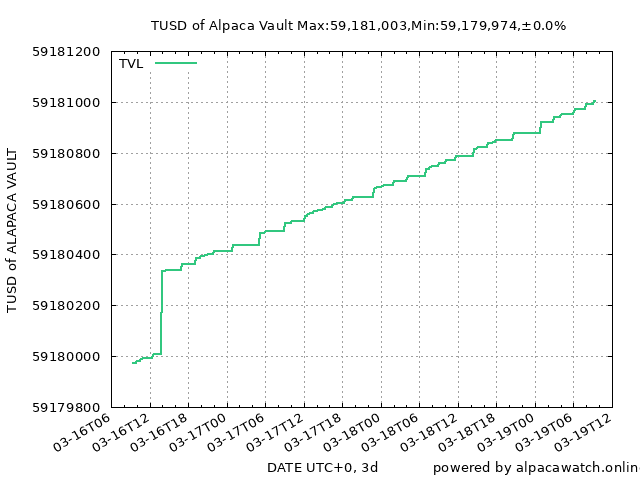 TUSD of Alpaca Vault Max:59,181,003,Min:59,179,974,±0.0%
TVL
59181200
59181000
59180800
59180600
59180400
59180200
59180000
59179800
TUSD of ALAPACA VAULT
03-16T06
03-16T12
03-16T18
03-17T00
03-17T06
03-17T12
03-17T18
03-18T00
03-18T06
03-18T12
03-18T18
03-19T00
03-19T06
03-19T12
DATE UTC+0, 3d
powered by alpacawatch.onlin